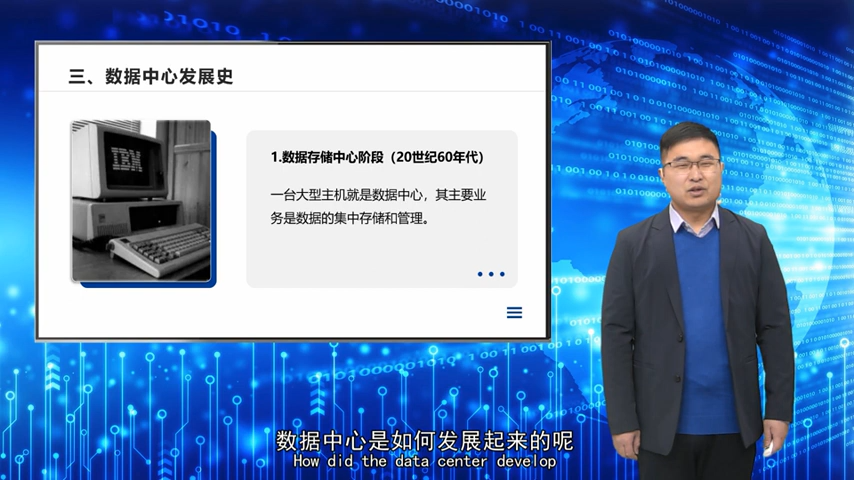 三、数据中心发展史
IBM
1.数据存储中心阶段（20世纪60年代）
一台大型主机就是数据中心，其主要业
务是数据的集中存储和管理。
数据中心是如何发展起来的呢
How did the data center develop